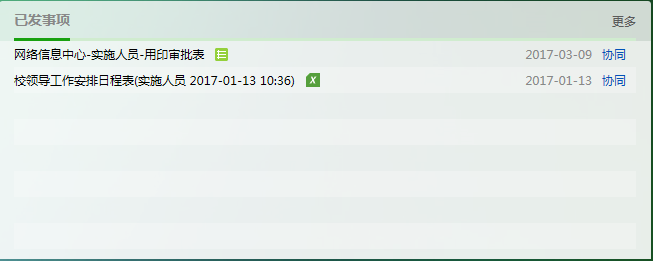 已发事项 更多
网络信息中心-实施人员-用印审批表 2017-03-09 协同
校领导工作安排日程表(实施人员 2017-01-13 10:36) X 2017-01-13 协同